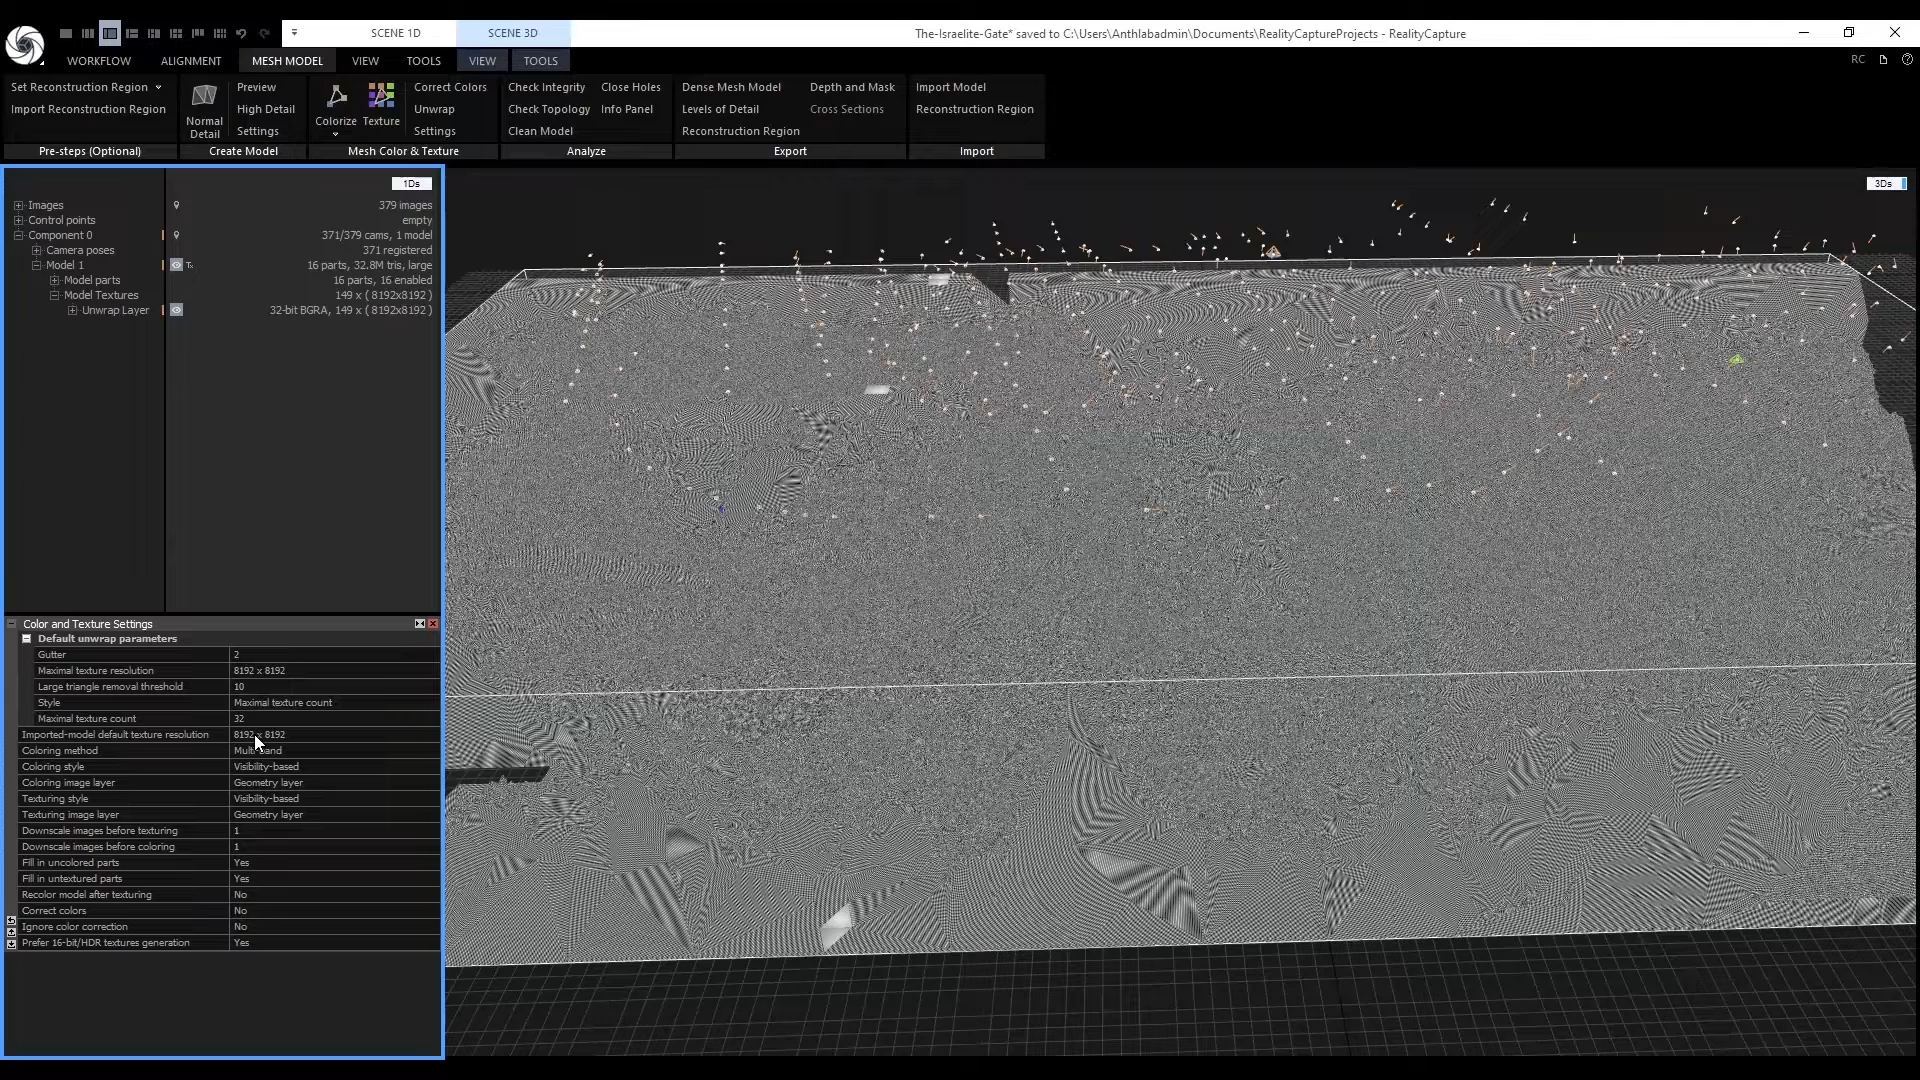 SCENE 1D
SCENE 3D
The-Israelite-Gate* saved to C:\Users\Anthlabadmin\Documents\RealityCaptureProjects - RealityCapture
WORKFLOW
ALIGNMENT
MESH MODEL
VIEW
TOOLS
VIEW
TOOLS
RC
Set Reconstruction Region
Import Reconstruction Region
Pre-steps (Optional)
Normal
Detail
Preview
High Detail
Settings
Create Model
Colorize
Texture
Correct Colors
Unwrap
Settings
Mesh Color & Texture
Check Integrity
Close Holes
Check Topology
Info Panel
Clean Model
Analyze
Dense Mesh Model
Depth and Mask
Levels of Detail
Cross Sections
Reconstruction Region
Export
Import Model
Reconstruction Region
Import
1Ds
3Ds
Images 379 images
Control points empty
Component 0 371/379 cams, 1 model
Camera poses 371 registered
Model 1 Tx 16 parts, 32.8M tris, large
Model parts 16 parts, 16 enabled
Model Textures 149 x ( 8192x8192 )
Unwrap Layer 32-bit BGRA, 149 x ( 8192x8192 )
Color and Texture Settings
Default unwrap parameters
Gutter 2
Maximal texture resolution 8192 x 8192
Large triangle removal threshold 10
Style Maximal texture count
Maximal texture count 32
Imported-model default texture resolution 8192 x 8192
Coloring method
Coloring style Visibility-based
Coloring image layer Geometry layer
Texturing style Visibility-based
Texturing image layer Geometry layer
Downscale images before texturing 1
Downscale images before coloring 1
Fill in uncolored parts Yes
Fill in untextured parts Yes
Recolor model after texturing No
Correct colors No
Ignore color correction No
Prefer 16-bit/HDR textures generation Yes